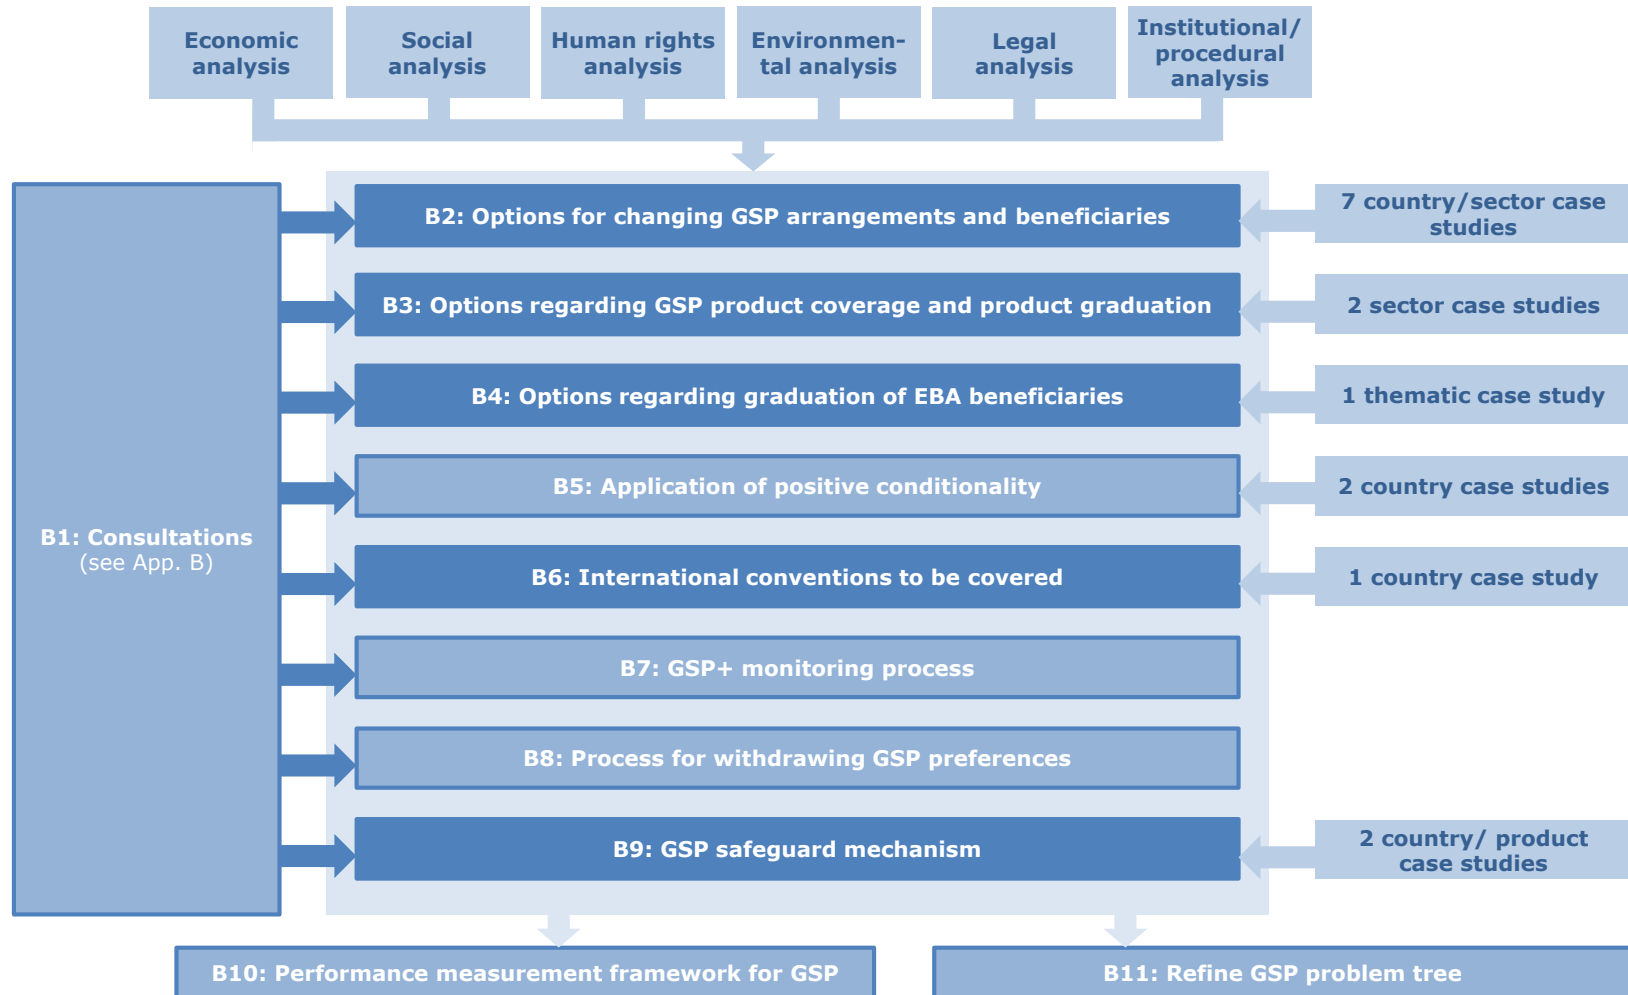 Economic
analysis
Social
analysis
Human rights
analysis
Environmen-
tal analysis
Legal
analysis
Institutional/
procedural
analysis
B1: Consultations
(see App. B)
B2: Options for changing GSP arrangements and beneficiaries
7 country/sector case
studies
B3: Options regarding GSP product coverage and product graduation
2 sector case studies
B4: Options regarding graduation of EBA beneficiaries
1 thematic case study
B5: Application of positive conditionality
2 country case studies
B6: International conventions to be covered
1 country case study
B7: GSP+ monitoring process
B8: Process for withdrawing GSP preferences
B9: GSP safeguard mechanism
2 country/ product
case studies
B10: Performance measurement framework for GSP
B11: Refine GSP problem tree